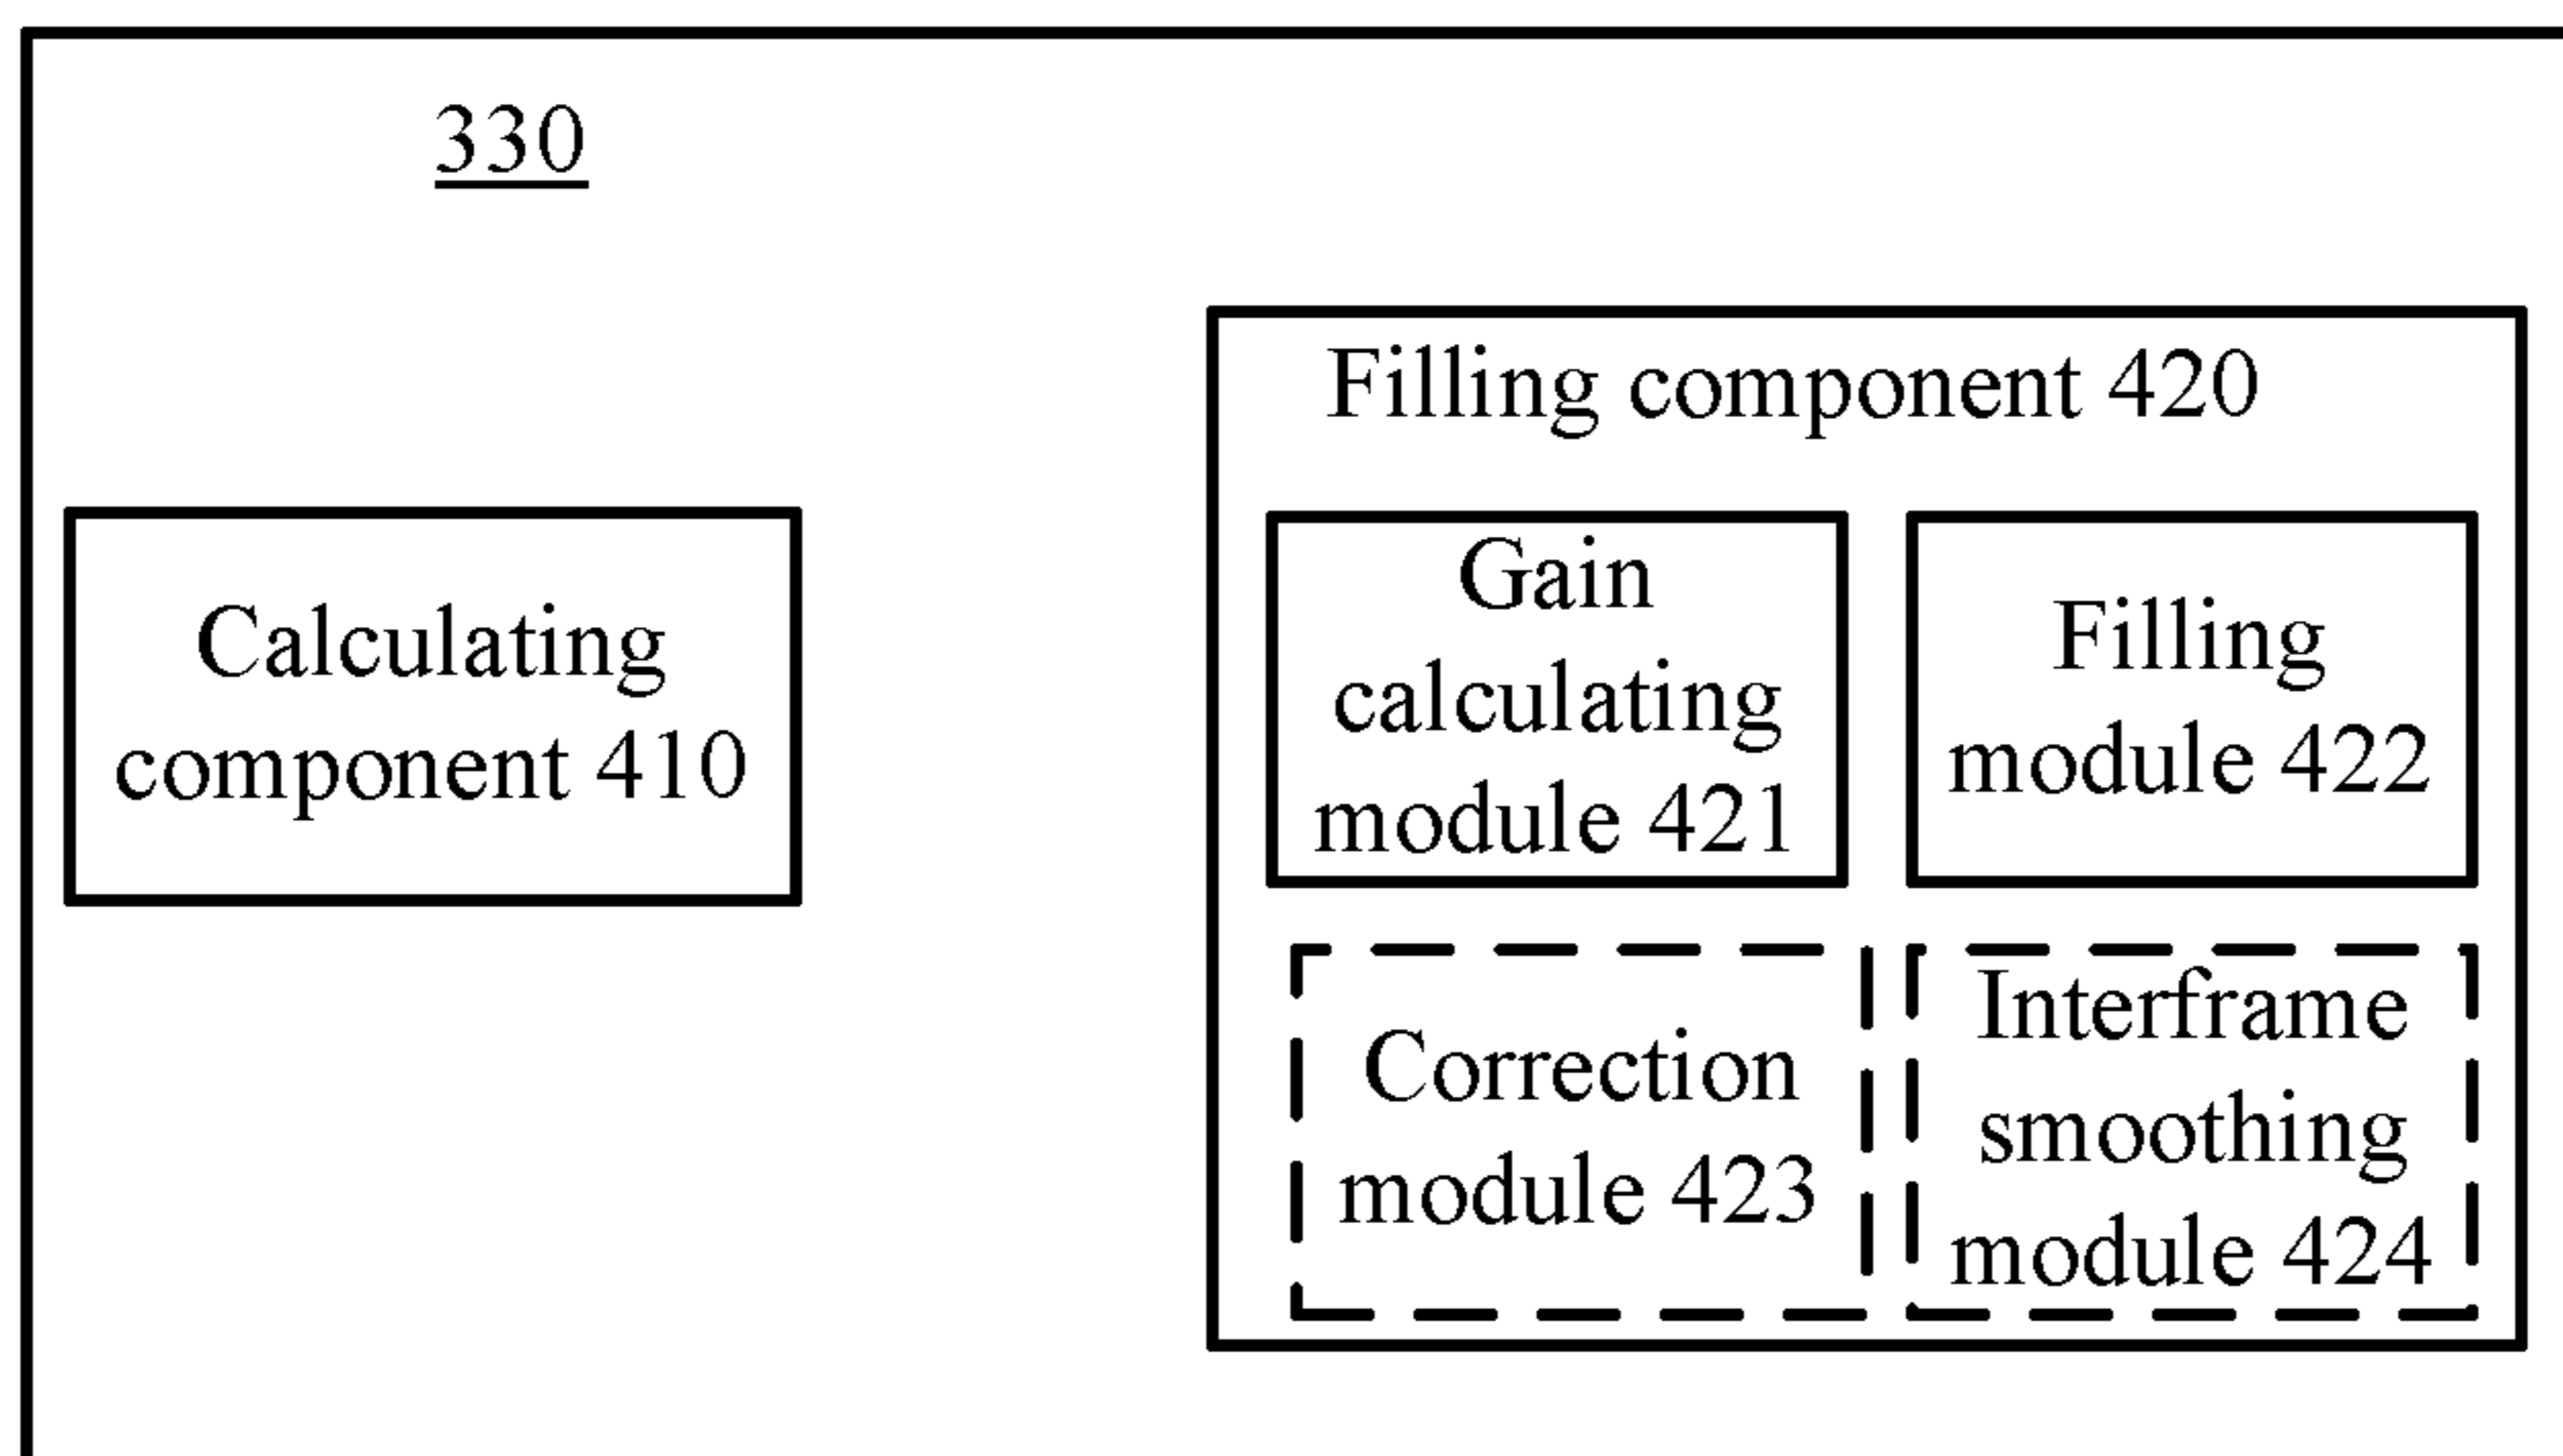 330
Filling component 420
Calculating
component 410
Gain
calculating
module 421
Filling
module 422
Correction
module 423
Interframe
smoothing
module 424